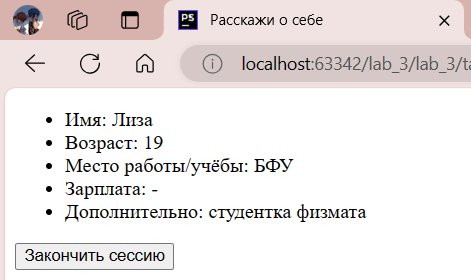 PS
Расскажи о себе
localhost:63342/lab_3/lab_3/ta
Имя: Лиза
Возраст: 19
Место работы/учёбы: БФУ
Зарплата: -
Дополнительно: студентка физмата
Закончить сессию